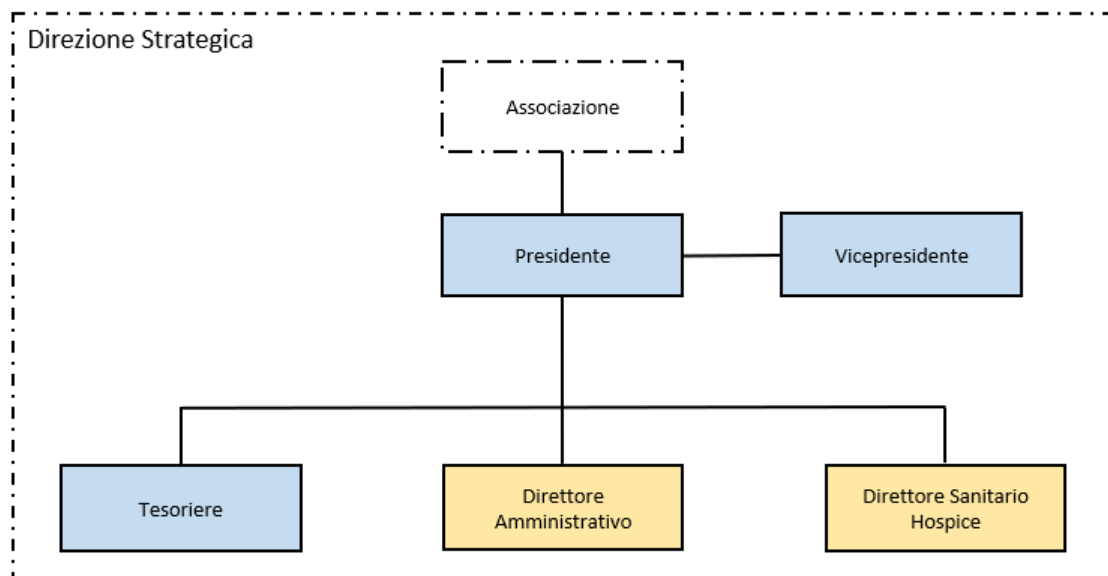 Direzione Strategica
Associazione
Presidente
Vicepresidente
Tesoriere
Direttore
Amministrativo
Direttore Sanitario
Hospice